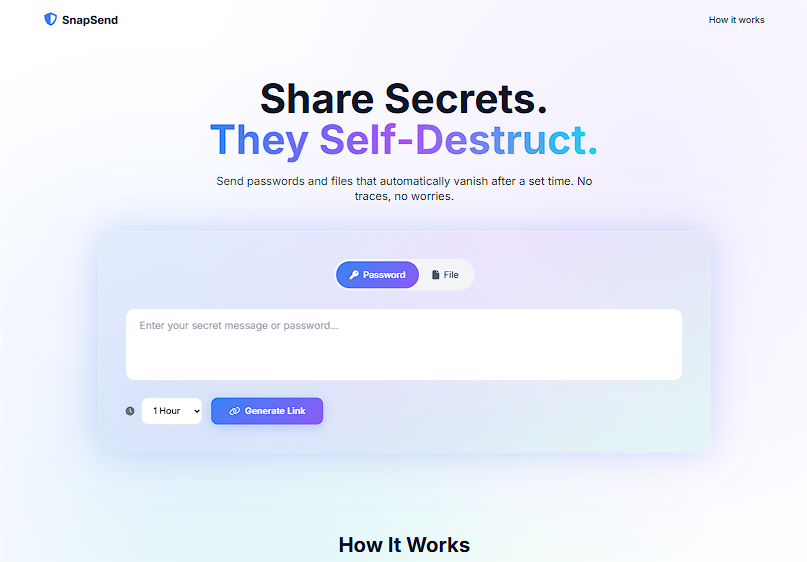 SnapSend
How it works
Share Secrets.
They Self-Destruct.
Send passwords and files that automatically vanish after a set time. No
traces, no worries.
Password
File
Enter your secret message or password...
1 Hour
Generate Link
How It Works